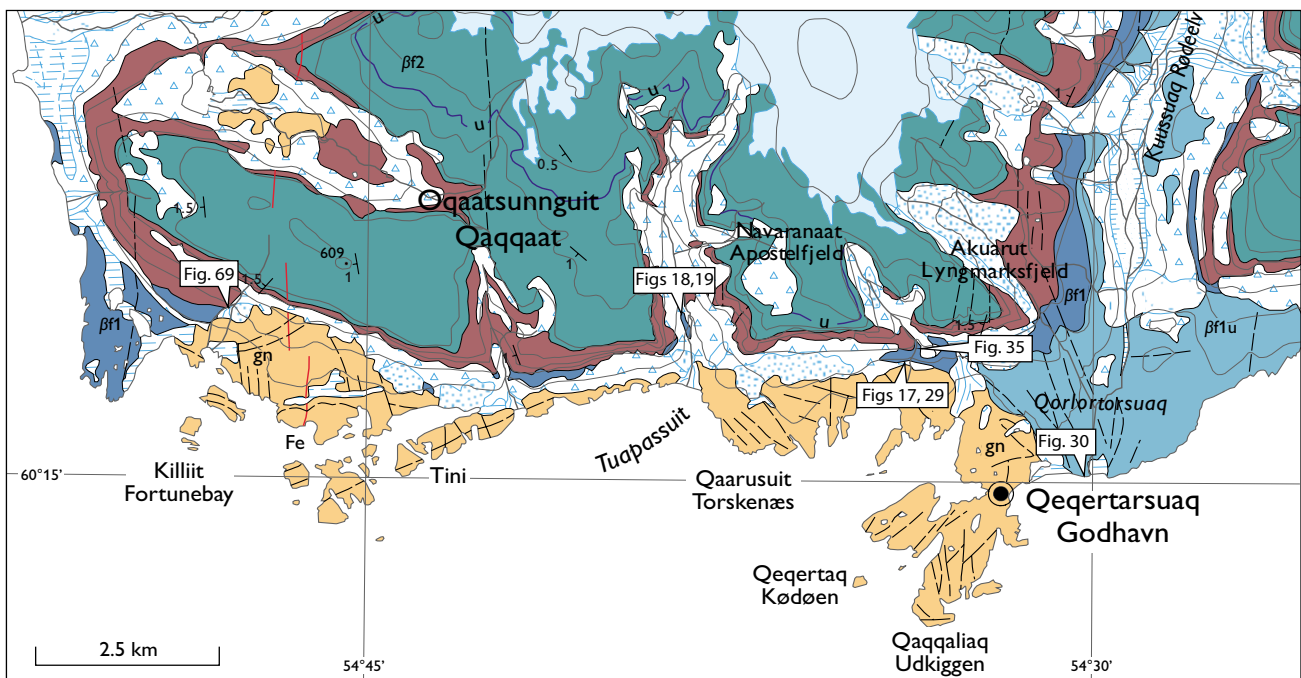 u
βf2
u
u
Kuussuaq Rødeelv
1
0.5
1.5
Oqaatsunnguit
Qaqqaat
Navaranaat
Apostelfjeld
Akuarut
Lyngmarksfjeld
609
1
1
Fig. 69
1.5
Figs 18,19
βf1
βf1
βf1u
u
1.5
gn
1
Fig. 35
Figs 17, 29
Qorlortorsuaq
Fe
Tuapassuit
gn
Fig. 30
60°15’
Killiit
Fortunebay
Tini
Qaarusuit
Torskenæs
Qeqertarsuaq
Godhavn
Qeqertaq
Kødøen
Qaqqaliaq
Udkiggen
2.5 km
54°45’
54°30’